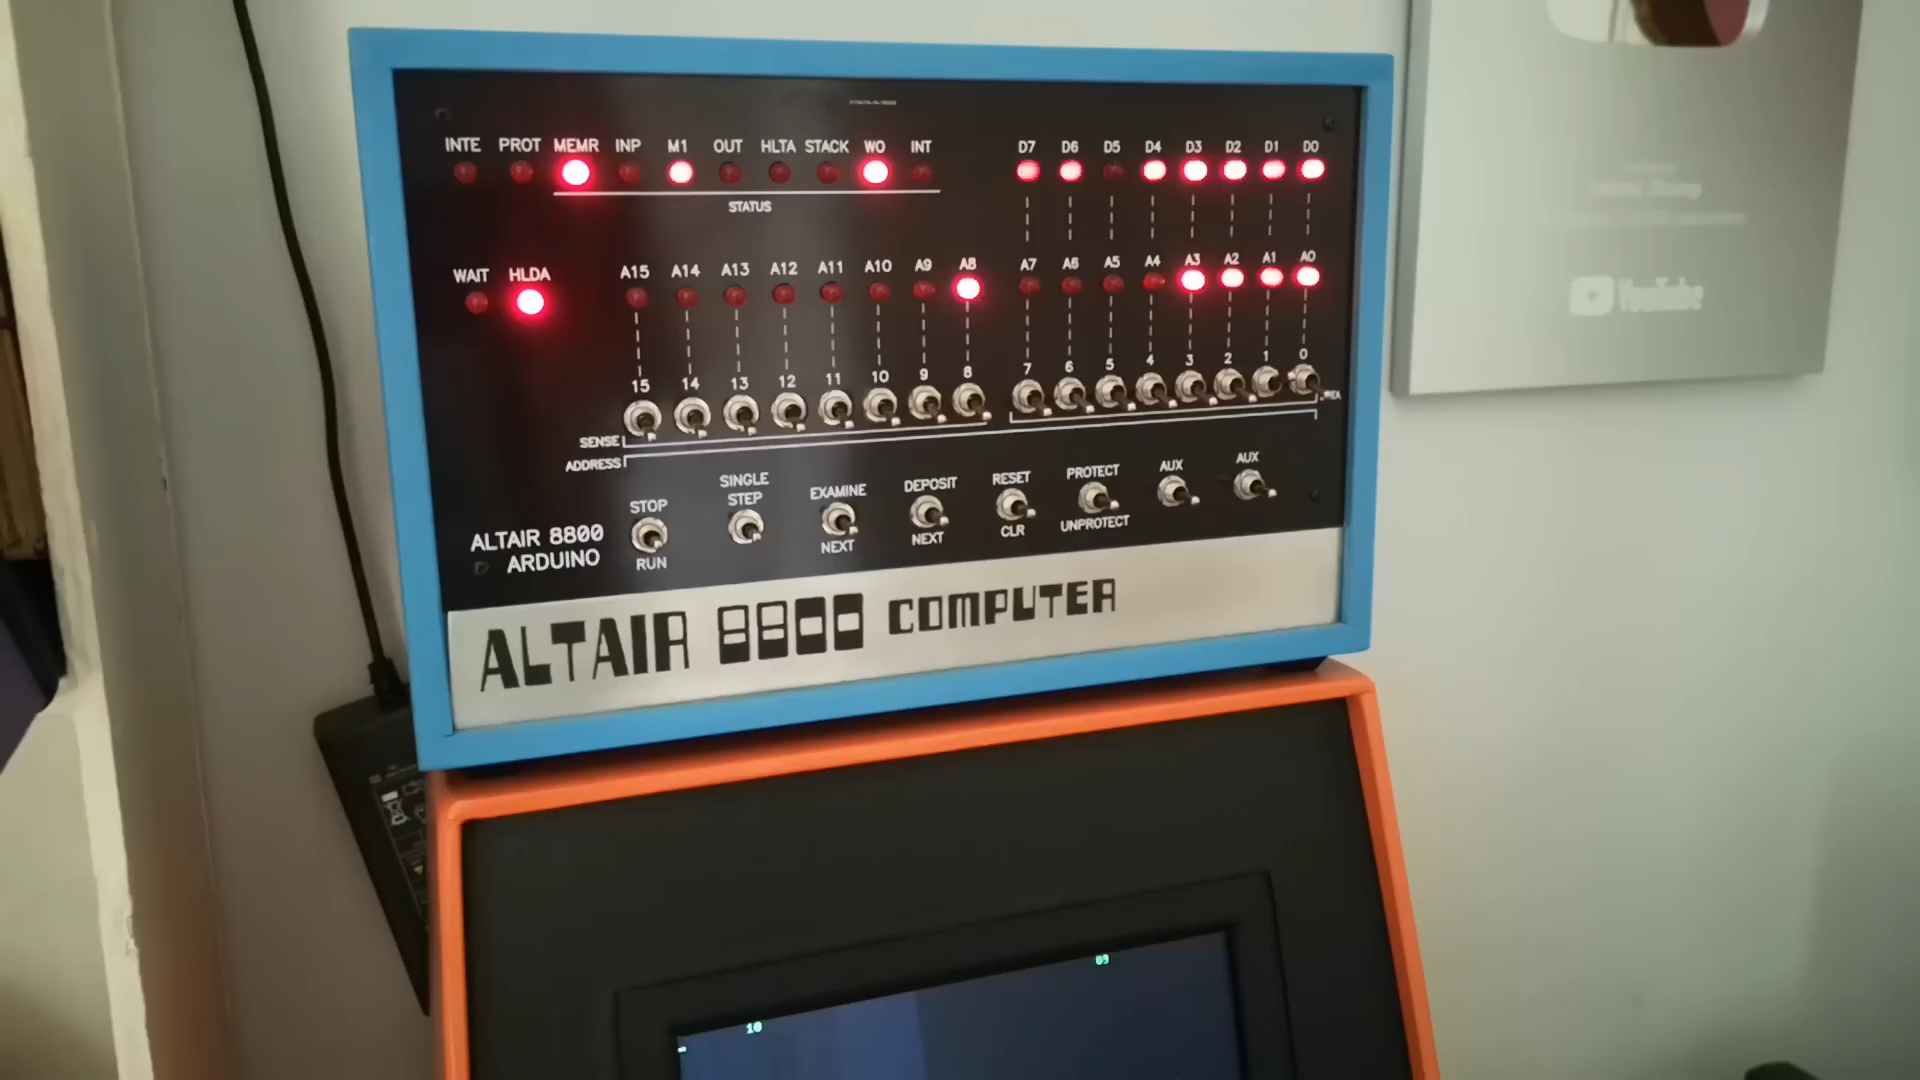 INTE PROT MEMR INP M1 OUT HLTA STACK WO INT D7 D6 D5 D4 D3 D2 D1 D0
STATUS
WAIT HLDA A15 A14 A13 A12 A11 A10 A9 A8 A7 A6 A5 A4 A3 A2 A1 A0
15 14 13 12 11 10 9 8 7 6 5 4 3 2 1 0
SENSE
ADDRESS
STOP SINGLE STEP EXAMINE DEPOSIT RESET PROTECT AUX AUX
RUN NEXT NEXT CLR UNPROTECT
ALTAIR 8800
ARDUINO
ALTAIR 8800 COMPUTER
YouTube
09
10